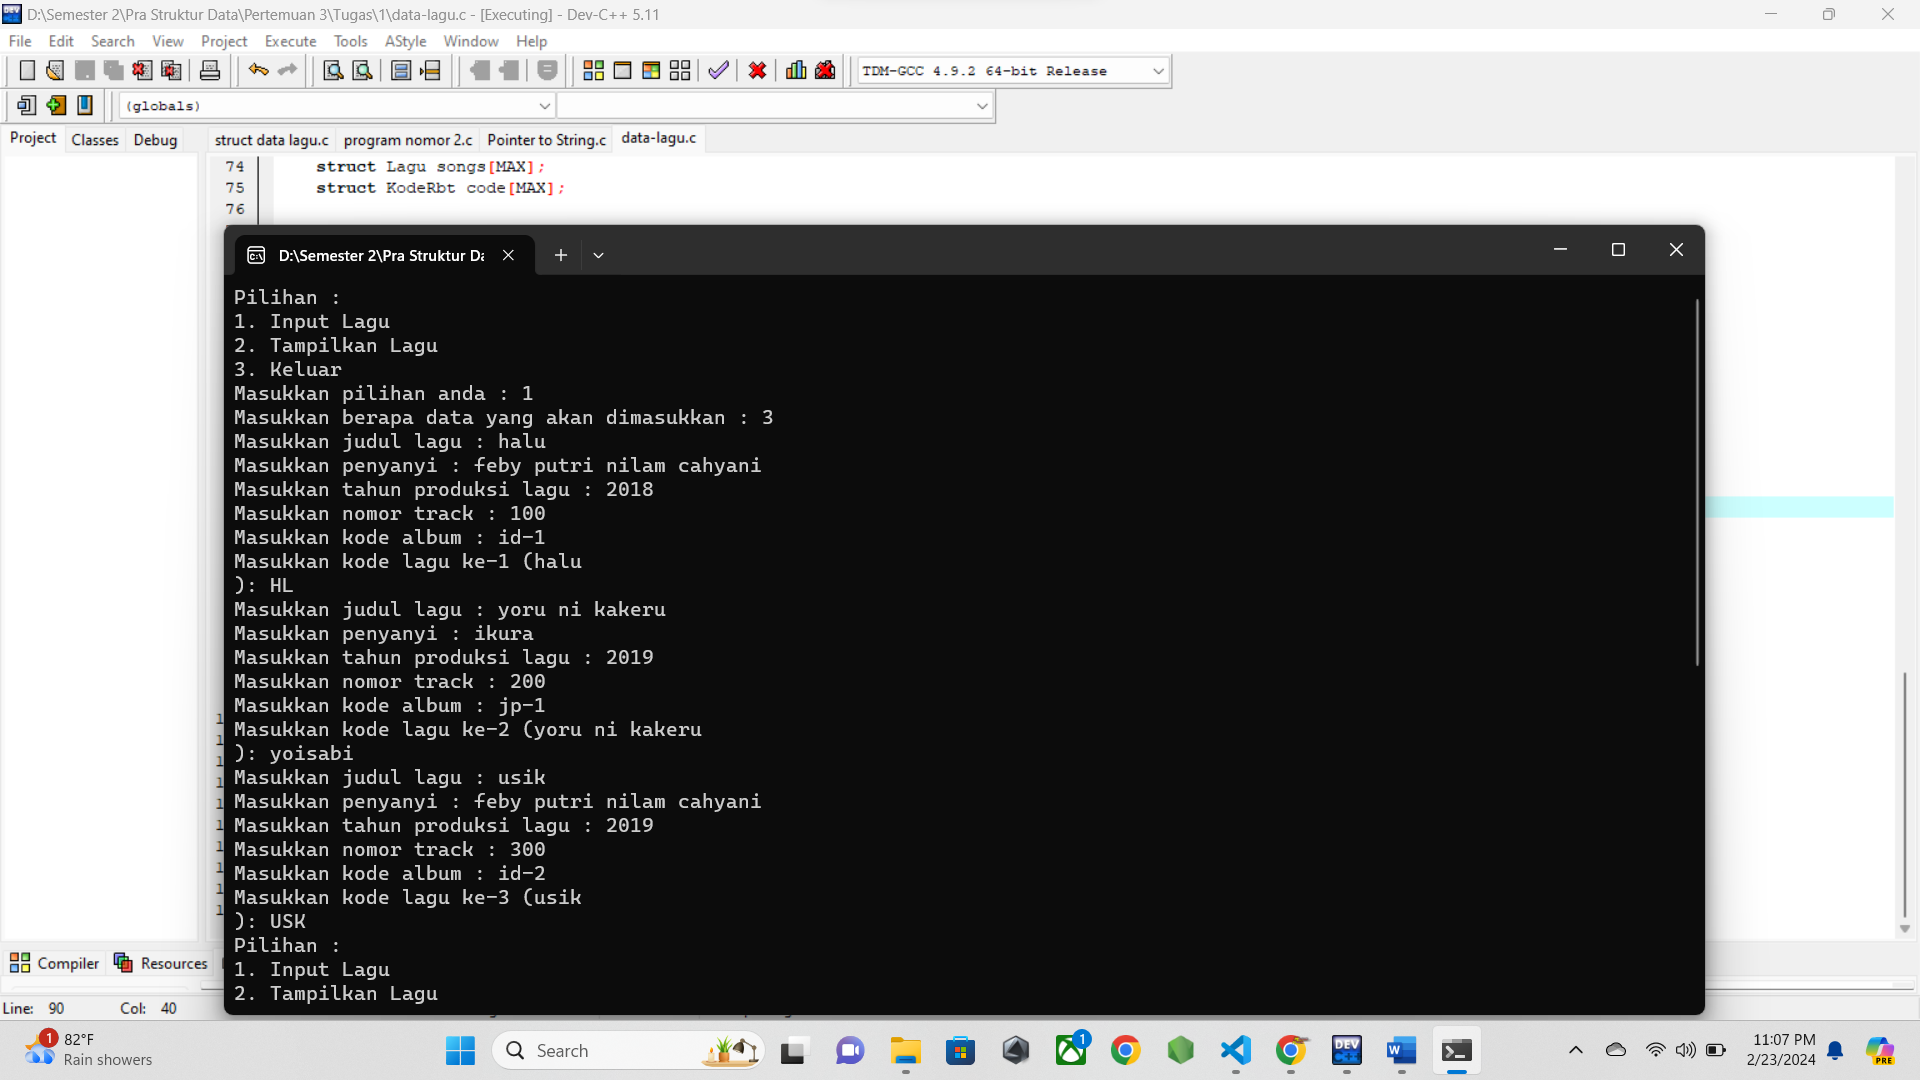 D:\Semester 2\Pra Struktur Data\Pertemuan 3\Tugas\1\data-lagu.c - [Executing] - Dev-C++ 5.11
File Edit Search View Project Execute Tools AStyle Window Help
TDM-GCC 4.9.2 64-bit Release
(globals)
Project Classes Debug
struct data lagu.c program nomor 2.c Pointer to String.c data-lagu.c
74 struct Lagu songs[MAX];
75 struct KodeRbt code[MAX];
76
D:\Semester 2\Pra Struktur Da
Pilihan :
1. Input Lagu
2. Tampilkan Lagu
3. Keluar
Masukkan pilihan anda : 1
Masukkan berapa data yang akan dimasukkan : 3
Masukkan judul lagu : halu
Masukkan penyanyi : feby putri nilam cahyani
Masukkan tahun produksi lagu : 2018
Masukkan nomor track : 100
Masukkan kode album : id-1
Masukkan kode lagu ke-1 (halu
): HL
Masukkan judul lagu : yoru ni kakeru
Masukkan penyanyi : ikura
Masukkan tahun produksi lagu : 2019
Masukkan nomor track : 200
Masukkan kode album : jp-1
Masukkan kode lagu ke-2 (yoru ni kakeru
): yoisabi
Masukkan judul lagu : usik
Masukkan penyanyi : feby putri nilam cahyani
Masukkan tahun produksi lagu : 2019
Masukkan nomor track : 300
Masukkan kode album : id-2
Masukkan kode lagu ke-3 (usik
): USK
Pilihan :
1. Input Lagu
2. Tampilkan Lagu
Compiler Resources
Line: 90 Col: 40
1
82°F
Rain showers
Search
1
DEV
C++
PRE
11:07 PM
2/23/2024